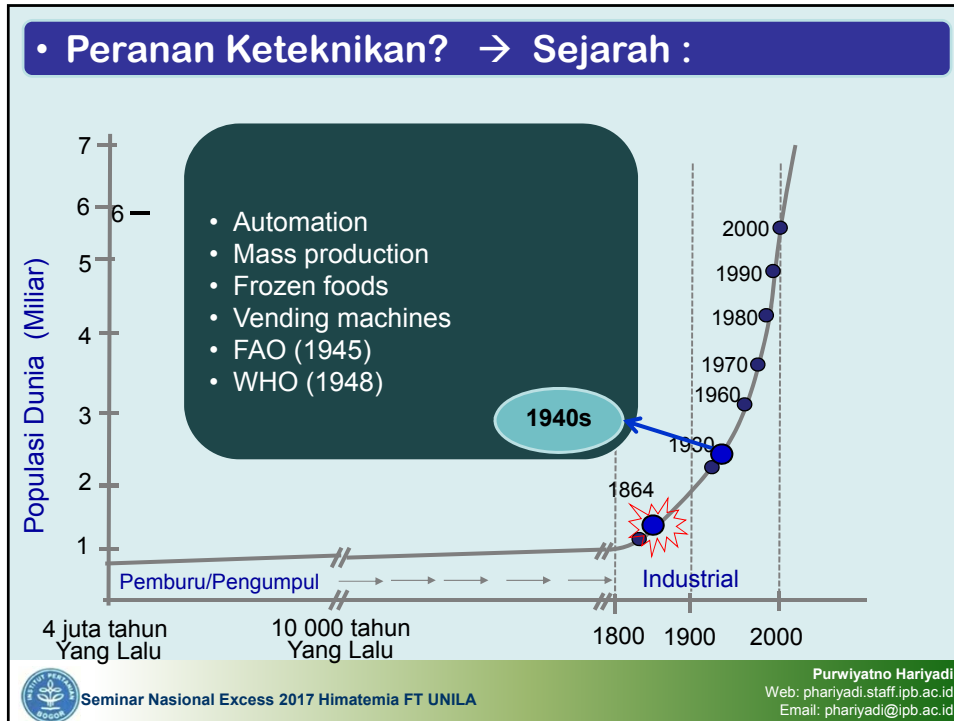 • Peranan Keteknikan? → Sejarah :
Populasi Dunia (Miliar)
7
6
6
5
4
3
2
1
• Automation
• Mass production
• Frozen foods
• Vending machines
• FAO (1945)
• WHO (1948)
1940s
2000
1990
1980
1970
1960
1930
1864
Pemburu/Pengumpul
Industrial
4 juta tahun
Yang Lalu
10 000 tahun
Yang Lalu
1800
1900
2000
INSTITUT PERTANIAN
BOGOR
Seminar Nasional Excess 2017 Himatemia FT UNILA
Purwiyatno Hariyadi
Web: phariyadi.staff.ipb.ac.id
Email: phariyadi@ipb.ac.id